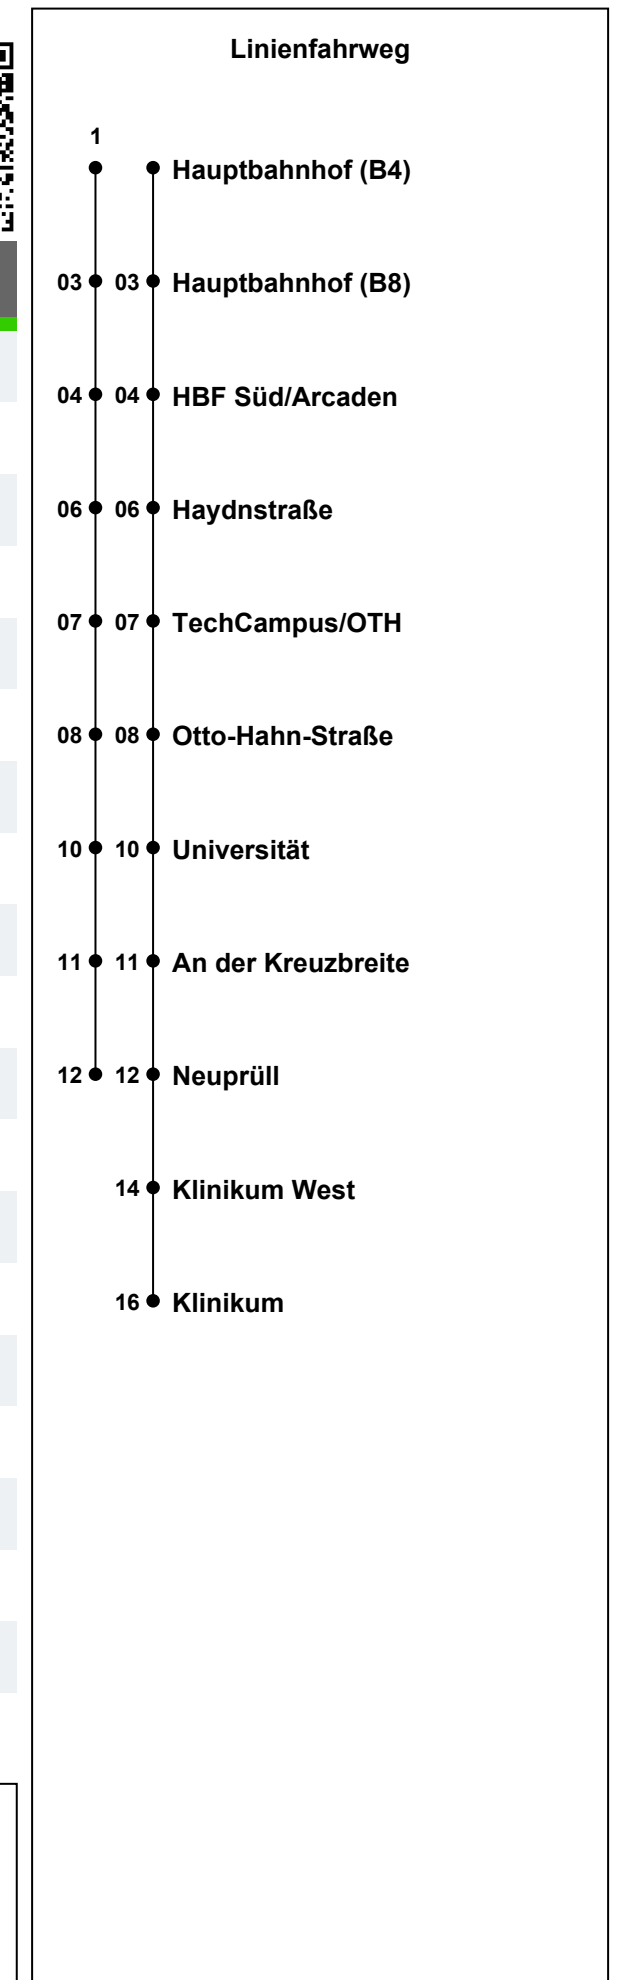 Linienfahrweg
1
Hauptbahnhof (B4)
03 03 Hauptbahnhof (B8)
04 04 HBF Süd/Arcaden
06 06 Haydnstraße
07 07 TechCampus/OTH
08 08 Otto-Hahn-Straße
10 10 Universität
11 11 An der Kreuzbreite
12 12 Neuprüll
14 Klinikum West
16 Klinikum